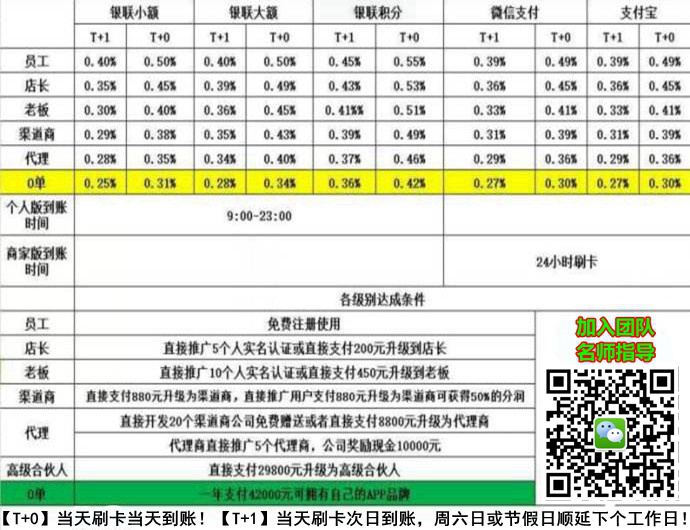 银联小额 银联大额 银联积分 微信支付 支付宝
T+1 T+0 T+1 T+0 T+1 T+0 T+1 T+0 T+1 T+0
员工 0.40% 0.50% 0.40% 0.50% 0.45% 0.55% 0.39% 0.49% 0.39% 0.49%
店长 0.35% 0.45% 0.39% 0.49% 0.43% 0.53% 0.36% 0.45% 0.36% 0.45%
老板 0.30% 0.40% 0.36% 0.45% 0.41%% 0.51% 0.33% 0.41% 0.33% 0.41%
渠道商 0.29% 0.38% 0.35% 0.43% 0.39% 0.49% 0.31% 0.39% 0.31% 0.39%
代理 0.28% 0.35% 0.34% 0.40% 0.37% 0.46% 0.29% 0.36% 0.29% 0.36%
O单 0.25% 0.31% 0.28% 0.34% 0.36% 0.42% 0.27% 0.30% 0.27% 0.30%
个人版到账
时间
9:00-23:00
商家版到账
时间
24小时刷卡
各级别达成条件
员工 免费注册使用
店长 直接推广5个人实名认证或直接支付200元升级到店长
老板 直接推广10个人实名认证或直接支付450元升级到老板
渠道商 直接支付880元升级为渠道商，直接推广用户支付880元升级为渠道商可获得50%的分润
代理 直接开发20个渠道商公司免费赠送或者直接支付8800元升级为代理商
代理商直接推广5个代理商，公司奖励现金10000元
高级合伙人 直接支付29800元升级为高级合伙人
O单 一年支付42000元可拥有自己的APP品牌
加入团队
名师指导
【T+0】当天刷卡当天到账！【T+1】当天刷卡次日到账，周六日或节假日顺延下个工作日！